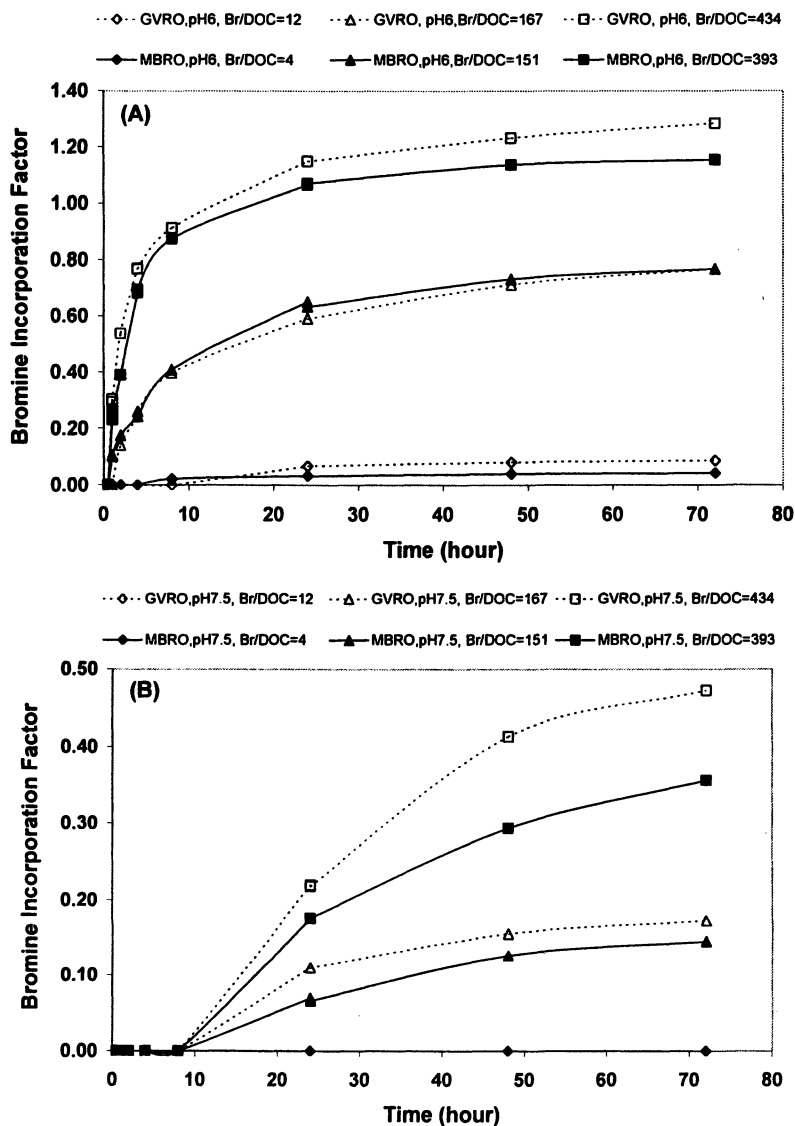 GVRO,pH6, Br/DOC=12 GVRO, pH6,Br/DOC=167 GVRO, pH6, Br/DOC=434
MBRO,pH6, Br/DOC=4 MBRO,pH6,Br/DOC=151 MBRO,pH6, Br/DOC=393
1.40
(A)
1.20
1.00
0.80
0.60
0.40
0.20
0.00
Bromine Incorporation Factor
0 10 20 30 40 50 60 70 80
Time (hour)
GVRO,pH7.5, Br/DOC=12 GVRO,pH7.5, Br/DOC=167 GVRO,pH7.5, Br/DOC=434
MBRO,pH7.5, Br/DOC=4 MBRO,pH7.5, Br/DOC=151 MBRO,pH7.5, Br/DOC=393
0.50
(B)
0.40
0.30
0.20
0.10
0.00
Bromine Incorporation Factor
0 10 20 30 40 50 60 70 80
Time (hour)